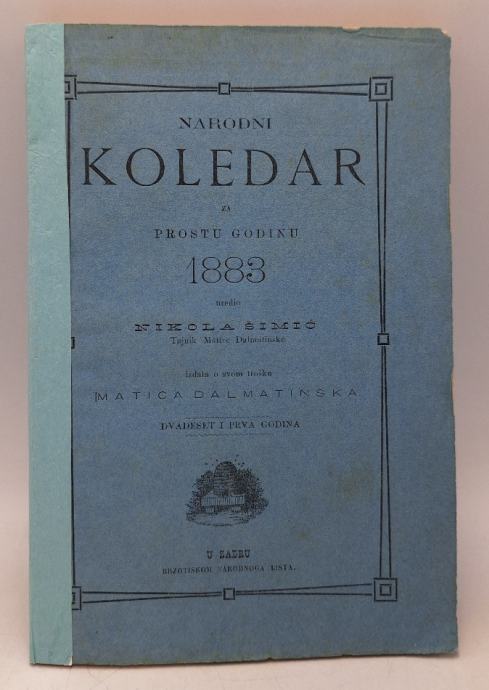 NARODNI
KOLEDAR
ZA
PROSTU GODINU
1883
uredio
NIKOLA ŠIMIĆ
Tajnik Matice Dalmatinske
izdala o svom trošku
MATICA DALMATINSKA
DVADESET I PRVA GODINA
U ZADRU
BRZOTISKOM NARODNOGA LISTA.